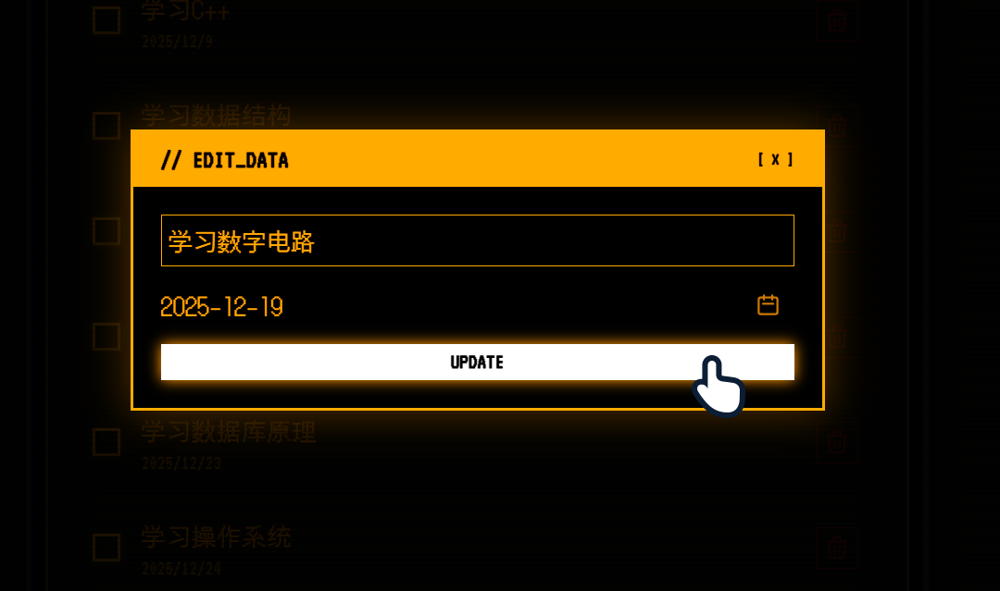 学习C++
2025/12/9
学习数据结构
// EDIT_DATA
[ X ]
学习数字电路
2025-12-19
UPDATE
学习数据库原理
2025/12/23
学习操作系统
2025/12/24